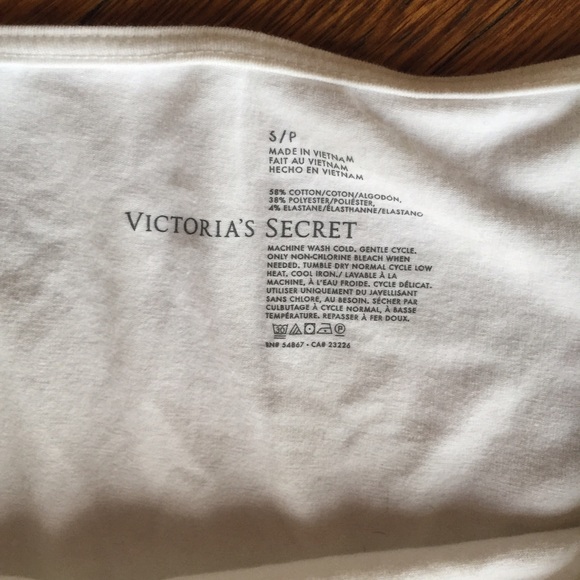 S/P
MADE IN VIETNAM
FAIT AU VIETNAM
HECHO EN VIETNAM
58% COTTON/COTON/ALGODÓN,
38% POLYESTER/POLIÉSTER,
4% ELASTANE/ÉLASTHANNE/ELASTANO
VICTORIA'S SECRET
MACHINE WASH COLD. GENTLE CYCLE.
ONLY NON-CHLORINE BLEACH WHEN
NEEDED. TUMBLE DRY NORMAL CYCLE LOW
HEAT, COOL IRON./ LAVABLE À LA
MACHINE, À L'EAU FROIDE. CYCLE DÉLICAT.
UTILISER UNIQUEMENT DU JAVELLISANT
SANS CHLORE, AU BESOIN. SÉCHER PAR
CULBUTAGE À CYCLE NORMAL, À BASSE
TEMPÉRATURE. REPASSER À FER DOUX.
RN# 54867 • CA# 23226